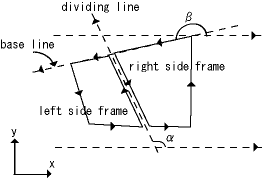 dividing line
β
base line
right side frame
left side frame
α
y
x